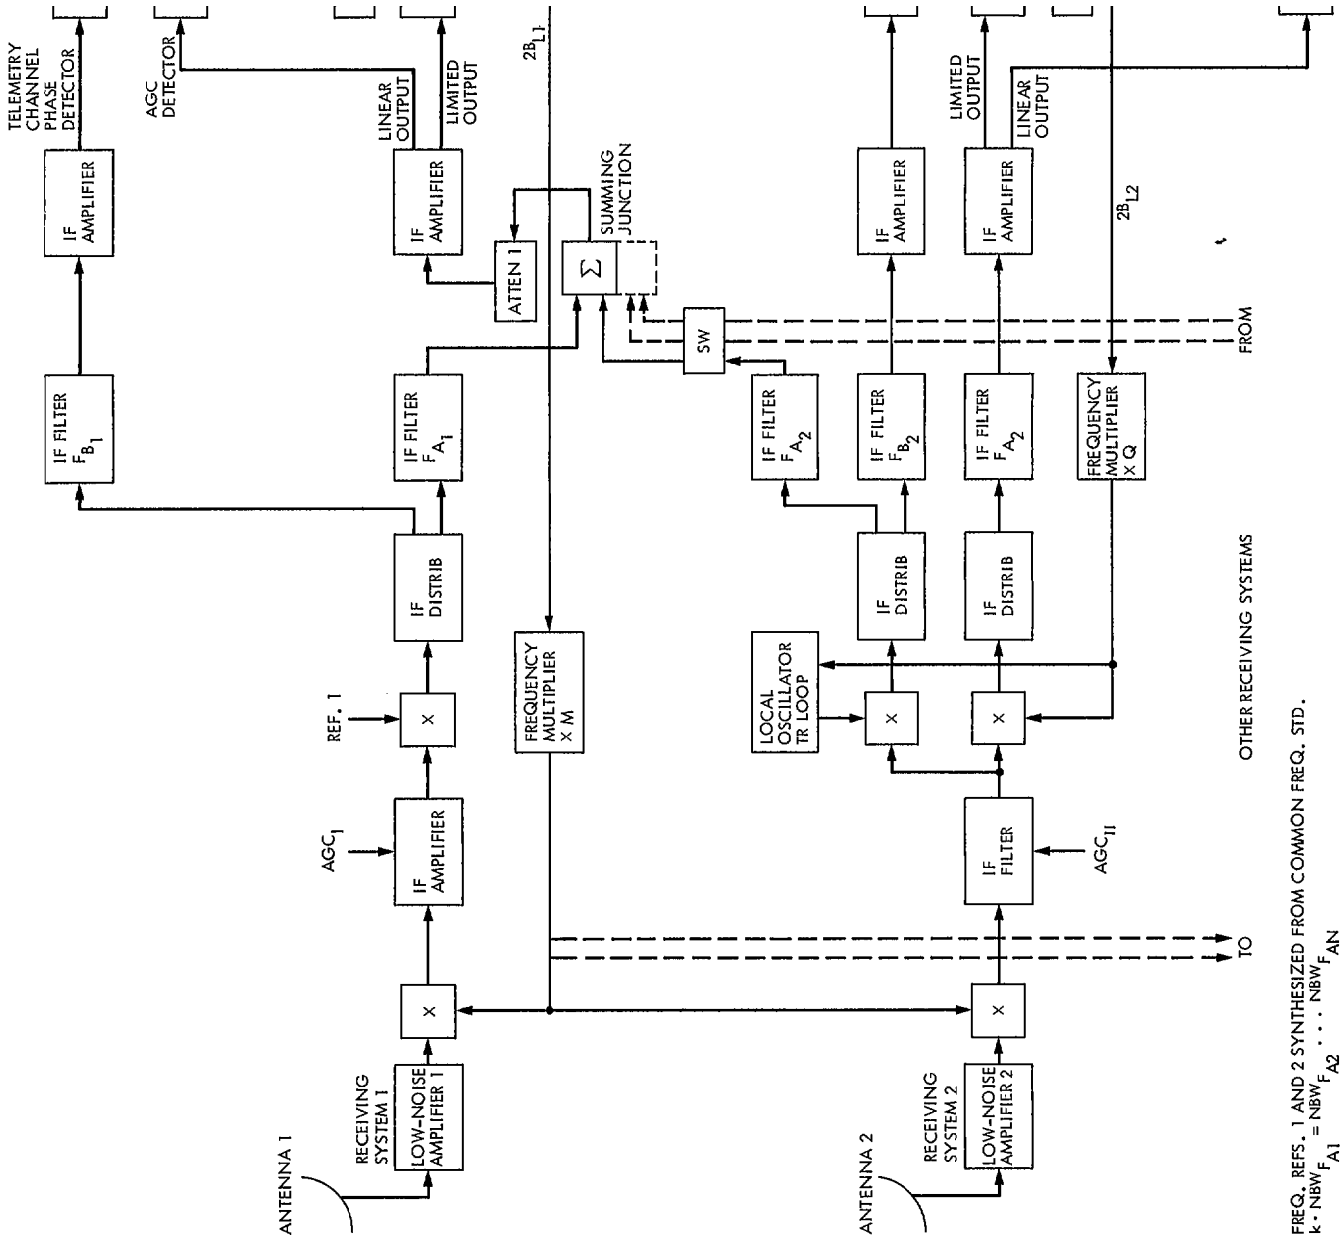 TELEMETRY
CHANNEL
PHASE
DETECTOR
AGC
DETECTOR
LINEAR
OUTPUT
LIMITED
OUTPUT
2B_L1
IF
AMPLIFIER
IF
AMPLIFIER
ATTEN 1
Σ
SUMMING
JUNCTION
SW
IF FILTER
F_B1
IF FILTER
F_A1
IF
DISTRIB
REF. 1
X
FREQUENCY
MULTIPLIER
X M
AGC_I
IF
AMPLIFIER
X
RECEIVING
SYSTEM 1
LOW-NOISE
AMPLIFIER 1
ANTENNA 1
LIMITED
OUTPUT
LINEAR
OUTPUT
2B_L2
IF
AMPLIFIER
IF
AMPLIFIER
IF FILTER
F_A2
IF FILTER
F_B2
IF FILTER
F_A2
FREQUENCY
MULTIPLIER
X Q
IF
DISTRIB
IF
DISTRIB
LOCAL
OSCILLATOR
TR LOOP
X
X
IF
FILTER
AGC_II
X
RECEIVING
SYSTEM 2
LOW-NOISE
AMPLIFIER 2
ANTENNA 2
TO
OTHER RECEIVING SYSTEMS
FROM
FREQ. REFS. 1 AND 2 SYNTHESIZED FROM COMMON FREQ. STD.
k · NBW_F_A1 = NBW_F_A2 . . . NBW_F_AN